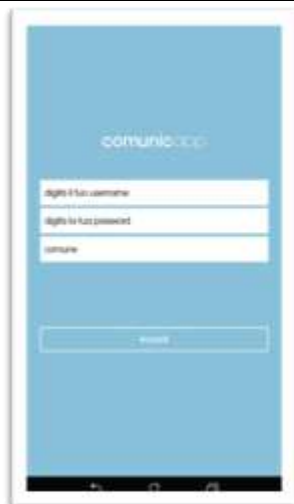 comunicapp
digita il tuo username
digita la tua password
comune